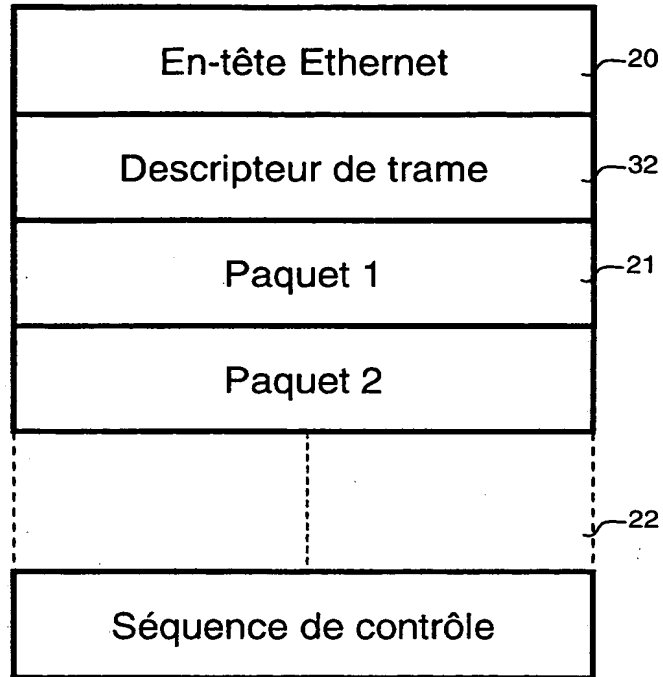 En-tête Ethernet 20
Descripteur de trame 32
Paquet 1 21
Paquet 2
22
Séquence de contrôle